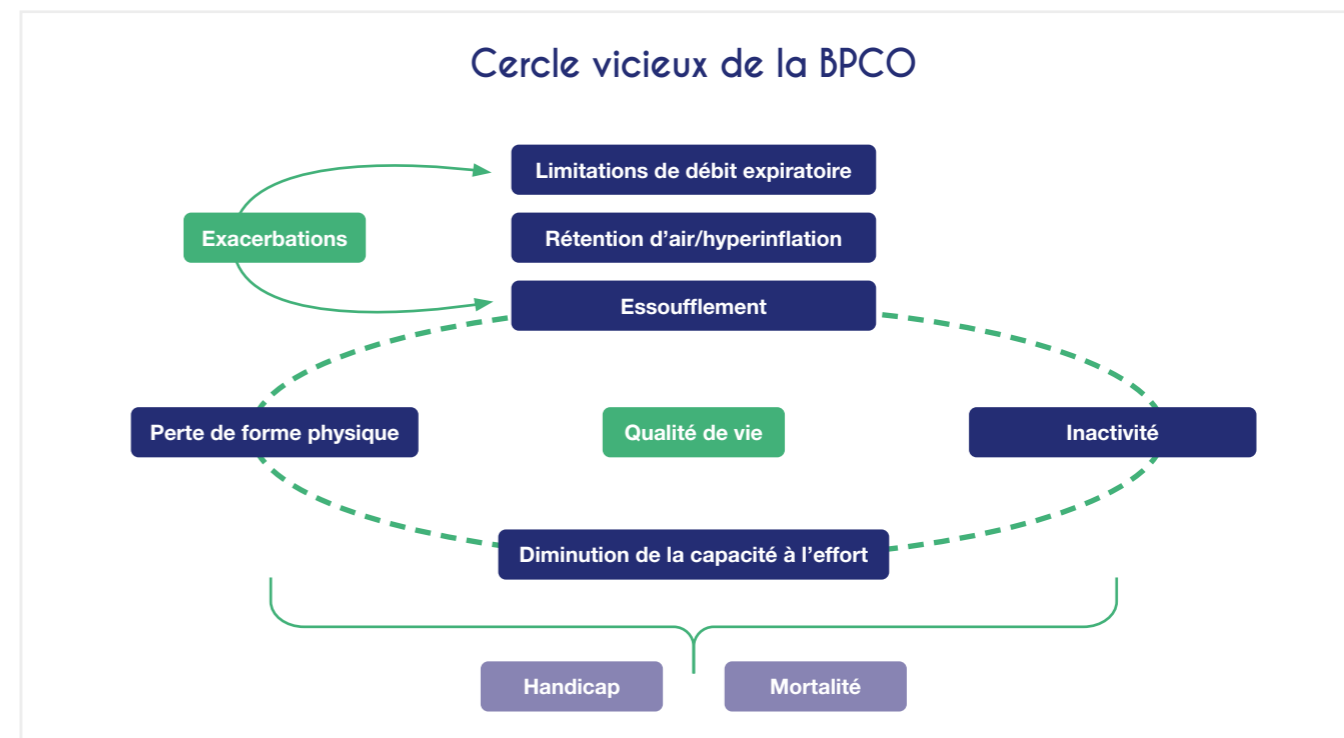 Cercle vicieux de la BPCO
Limitations de débit expiratoire
Exacerbations
Rétention d’air/hyperinflation
Essoufflement
Perte de forme physique
Qualité de vie
Inactivité
Diminution de la capacité à l’effort
Handicap
Mortalité